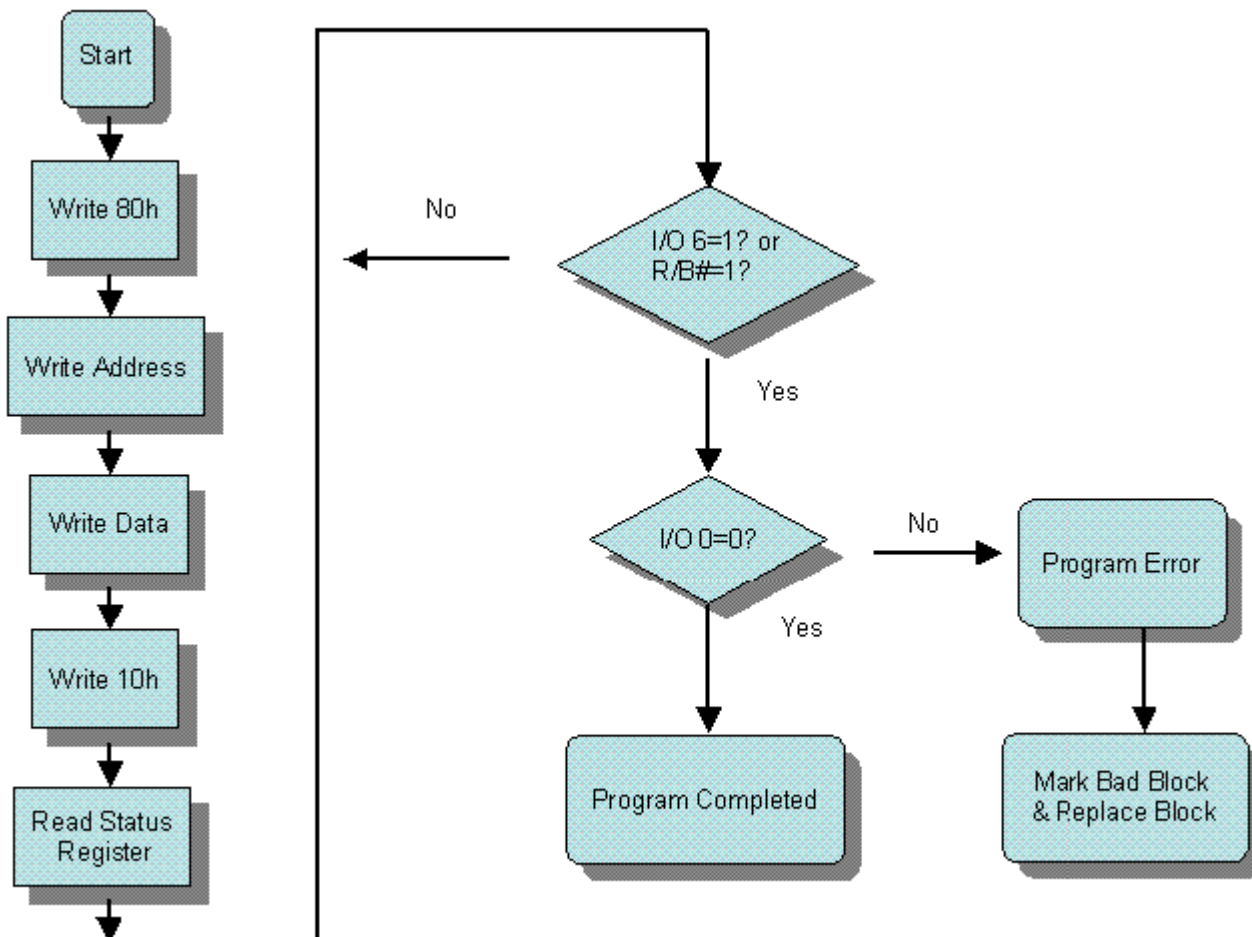 Start
Write 80h
Write Address
Write Data
Write 10h
Read Status
Register
No
I/O 6=1? or
R/B#=1?
Yes
I/O 0=0?
No
Yes
Program Error
Program Completed
Mark Bad Block
& Replace Block